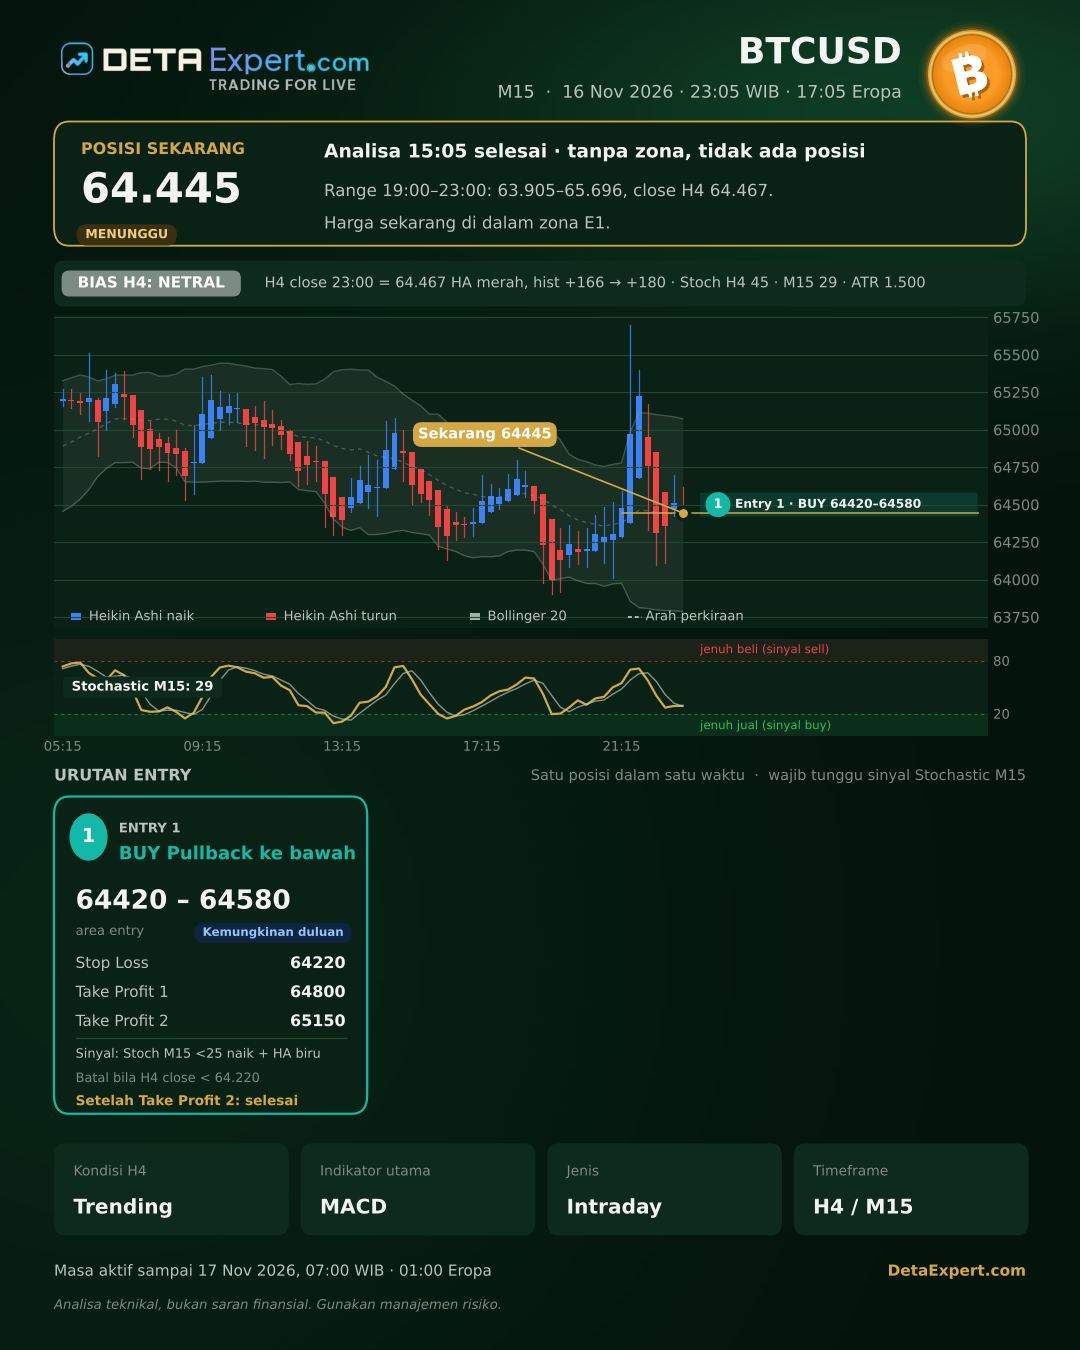 DETA Expert.com
TRADING FOR LIVE
BTCUSD
M15 · 16 Nov 2026 · 23:05 WIB · 17:05 Eropa
POSISI SEKARANG
64.445
MENUNGGU
Analisa 15:05 selesai · tanpa zona, tidak ada posisi
Range 19:00–23:00: 63.905–65.696, close H4 64.467.
Harga sekarang di dalam zona E1.
BIAS H4: NETRAL
H4 close 23:00 = 64.467 HA merah, hist +166 → +180 · Stoch H4 45 · M15 29 · ATR 1.500
65750
65500
65250
65000
64750
64500
64250
64000
63750
Sekarang 64445
1 Entry 1 · BUY 64420–64580
Heikin Ashi naik
Heikin Ashi turun
Bollinger 20
Arah perkiraan
jenuh beli (sinyal sell)
80
Stochastic M15: 29
20
jenuh jual (sinyal buy)
05:15 09:15 13:15 17:15 21:15
URUTAN ENTRY
Satu posisi dalam satu waktu · wajib tunggu sinyal Stochastic M15
1
ENTRY 1
BUY Pullback ke bawah
64420 – 64580
area entry
Kemungkinan duluan
Stop Loss 64220
Take Profit 1 64800
Take Profit 2 65150
Sinyal: Stoch M15 <25 naik + HA biru
Batal bila H4 close < 64.220
Setelah Take Profit 2: selesai
Kondisi H4
Trending
Indikator utama
MACD
Jenis
Intraday
Timeframe
H4 / M15
Masa aktif sampai 17 Nov 2026, 07:00 WIB · 01:00 Eropa
DetaExpert.com
Analisa teknikal, bukan saran finansial. Gunakan manajemen risiko.